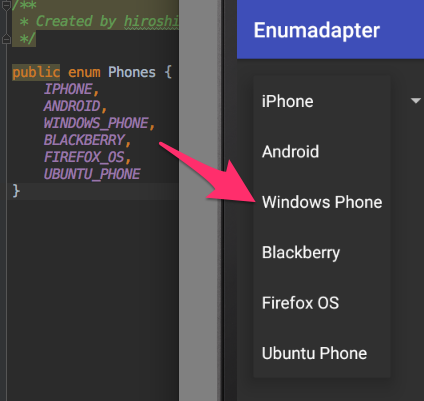 /**
* Created by hiroshi
*/
public enum Phones {
IPHONE,
ANDROID,
WINDOWS_PHONE,
BLACKBERRY,
FIREFOX_OS,
UBUNTU_PHONE
}
Enumadapter
iPhone
Android
Windows Phone
Blackberry
Firefox OS
Ubuntu Phone